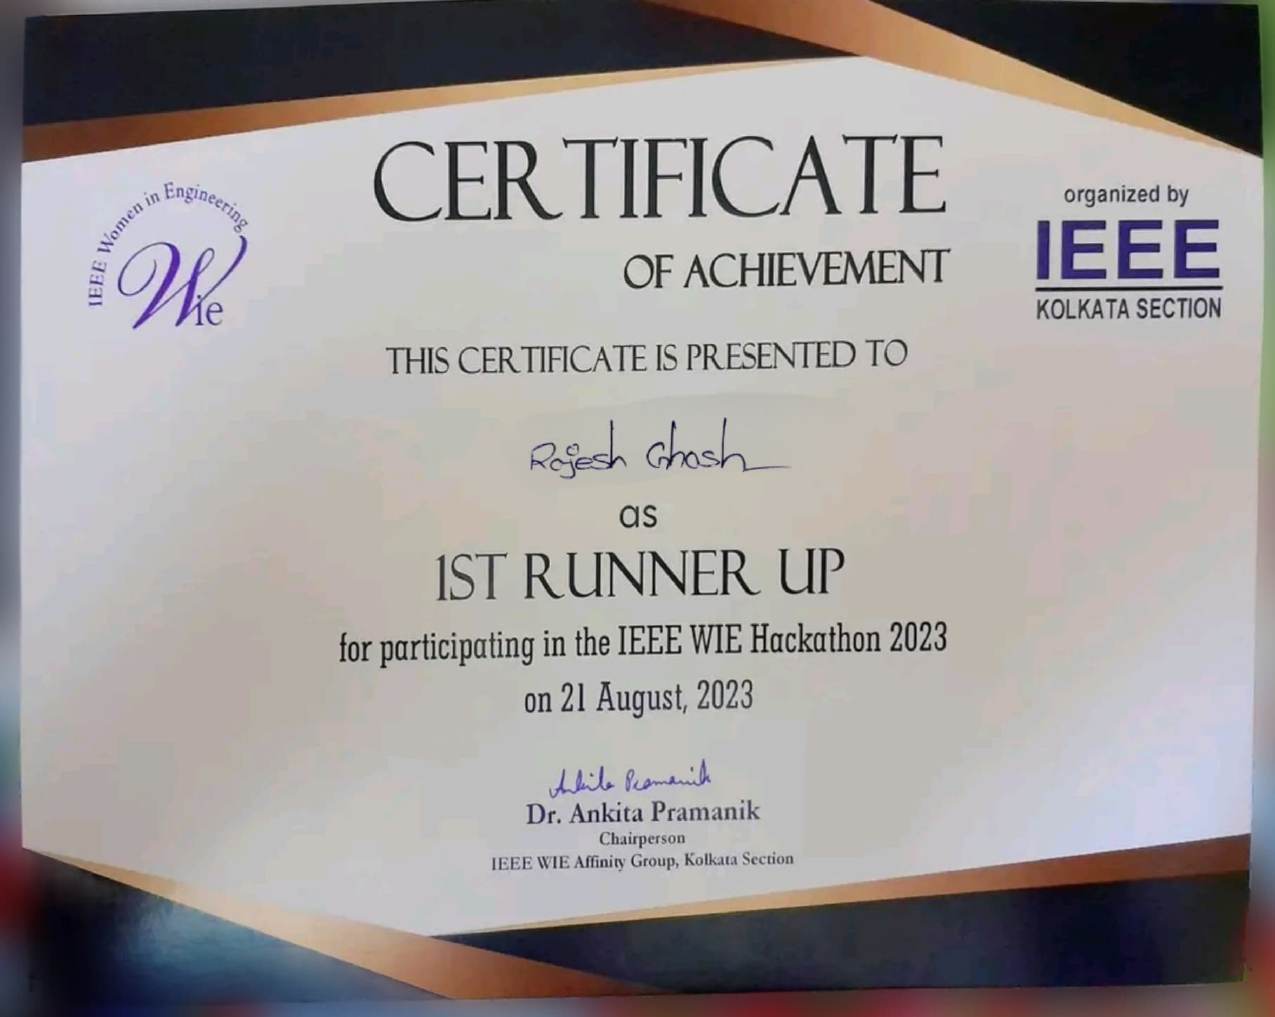 IEEE Women in Engineering
Wie
CERTIFICATE
OF ACHIEVEMENT
organized by
IEEE
KOLKATA SECTION
THIS CERTIFICATE IS PRESENTED TO
Rajesh Ghosh
as
1ST RUNNER UP
for participating in the IEEE WIE Hackathon 2023
on 21 August, 2023
Ankita Pramanik
Dr. Ankita Pramanik
Chairperson
IEEE WIE Affinity Group, Kolkata Section